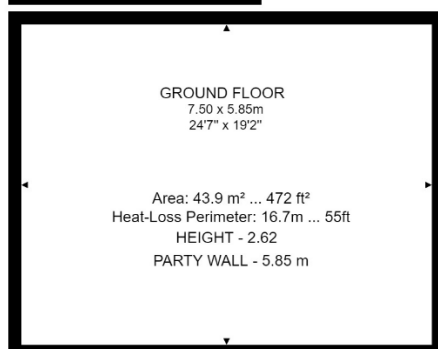 GROUND FLOOR
7.50 x 5.85m
24'7" x 19'2"
Area: 43.9 m² ... 472 ft²
Heat-Loss Perimeter: 16.7m ... 55ft
HEIGHT - 2.62
PARTY WALL - 5.85 m